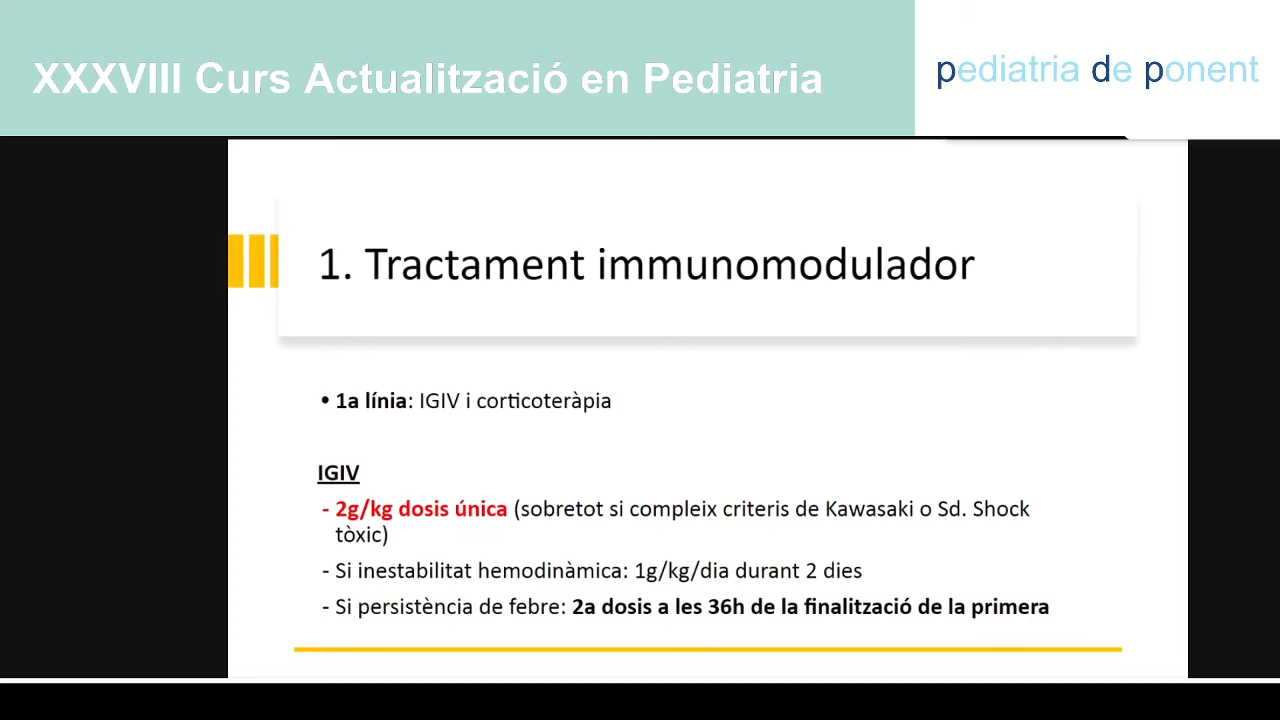 XXXVIII Curs Actualització en Pediatria
pediatria de ponent
1. Tractament immunomodulador
• 1a línia: IGIV i corticoteràpia
IGIV
- 2g/kg dosis única (sobretot si compleix criteris de Kawasaki o Sd. Shock
tòxic)
- Si inestabilitat hemodinàmica: 1g/kg/dia durant 2 dies
- Si persistència de febre: 2a dosis a les 36h de la finalització de la primera